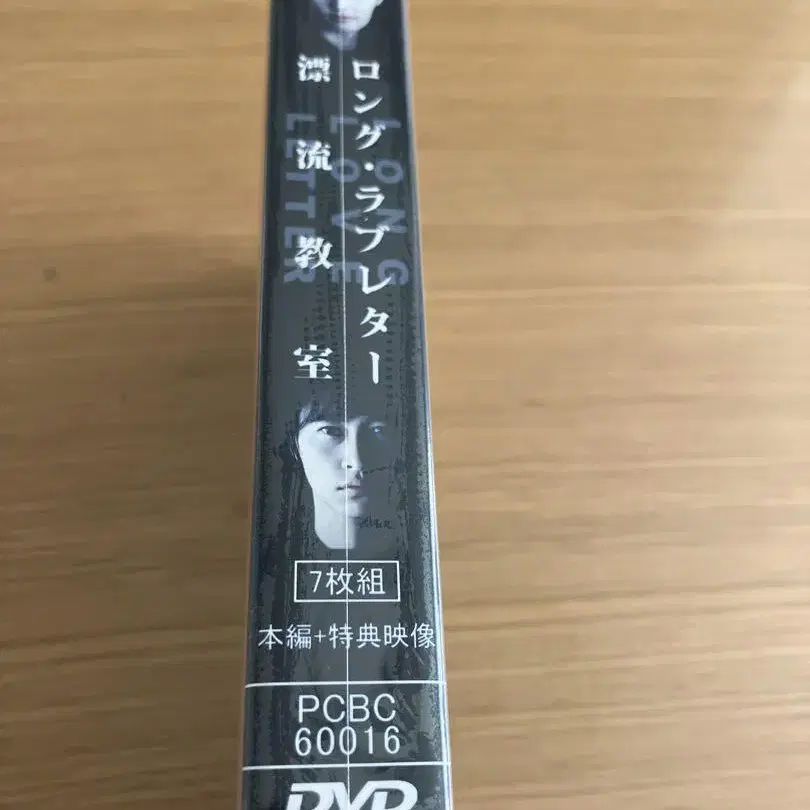 ロング・ラブレター
漂流教室
LONG
LOVE
LETTER
7枚組
本編+特典映像
PCBC
60016
DVD